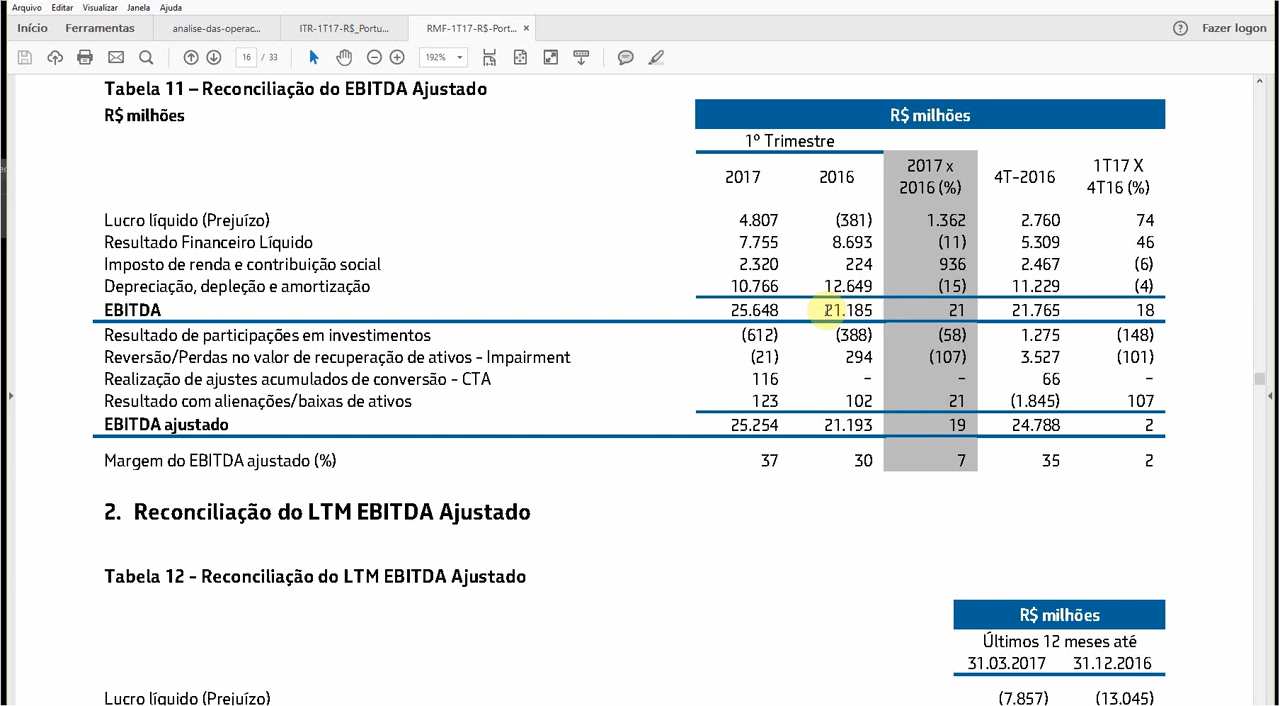 Arquivo Editar Visualizar Janela Ajuda
Início Ferramentas analise-das-operac... ITR-1T17-R$_Portu... RMF-1T17-R$-Port... × ? Fazer logon
16 / 33 192%
Tabela 11 – Reconciliação do EBITDA Ajustado
R$ milhões R$ milhões
1º Trimestre
2017 2016 2017 x 2016 (%) 4T-2016 1T17 X 4T16 (%)
Lucro líquido (Prejuízo) 4.807 (381) 1.362 2.760 74
Resultado Financeiro Líquido 7.755 8.693 (11) 5.309 46
Imposto de renda e contribuição social 2.320 224 936 2.467 (6)
Depreciação, depleção e amortização 10.766 12.649 (15) 11.229 (4)
EBITDA 25.648 21.185 21 21.765 18
Resultado de participações em investimentos (612) (388) (58) 1.275 (148)
Reversão/Perdas no valor de recuperação de ativos - Impairment (21) 294 (107) 3.527 (101)
Realização de ajustes acumulados de conversão - CTA 116 – – 66 –
Resultado com alienações/baixas de ativos 123 102 21 (1.845) 107
EBITDA ajustado 25.254 21.193 19 24.788 2
Margem do EBITDA ajustado (%) 37 30 7 35 2
2. Reconciliação do LTM EBITDA Ajustado
Tabela 12 - Reconciliação do LTM EBITDA Ajustado
R$ milhões
Últimos 12 meses até
31.03.2017 31.12.2016
Lucro líquido (Prejuízo) (7.857) (13.045)